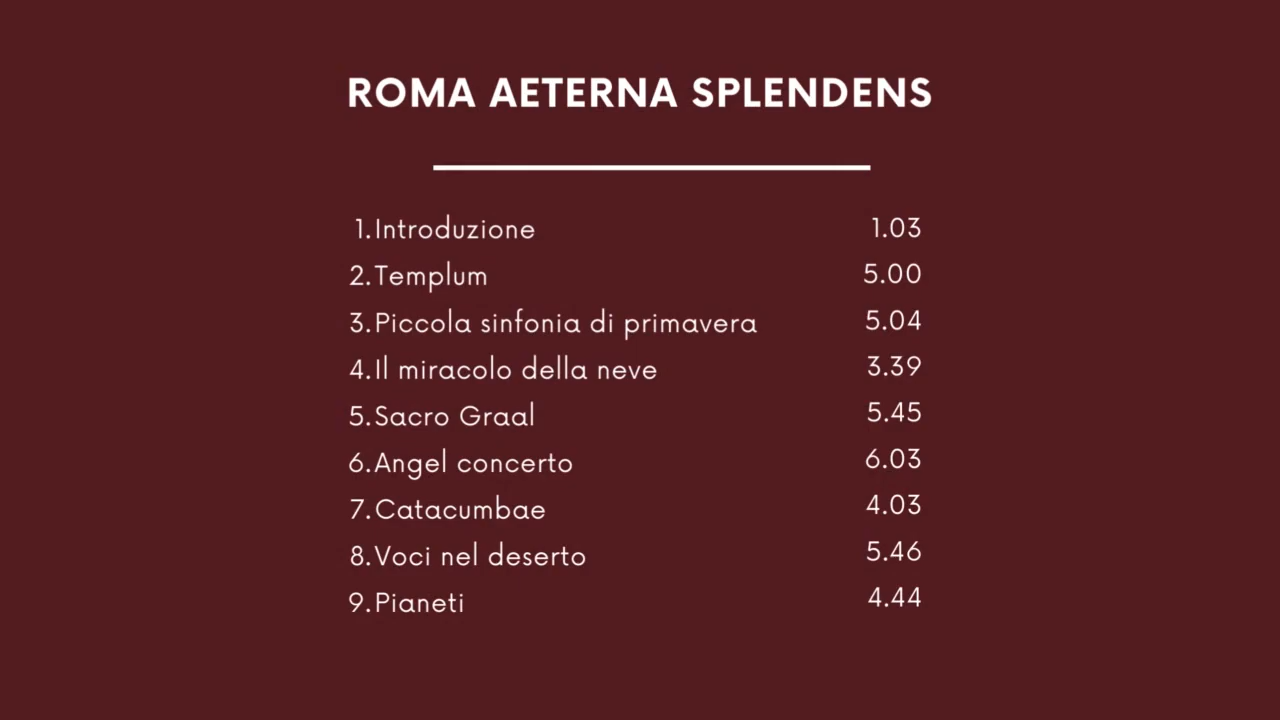 ROMA AETERNA SPLENDENS
1.Introduzione 1.03
2.Templum 5.00
3.Piccola sinfonia di primavera 5.04
4.Il miracolo della neve 3.39
5.Sacro Graal 5.45
6.Angel concerto 6.03
7.Catacumbae 4.03
8.Voci nel deserto 5.46
9.Pianeti 4.44